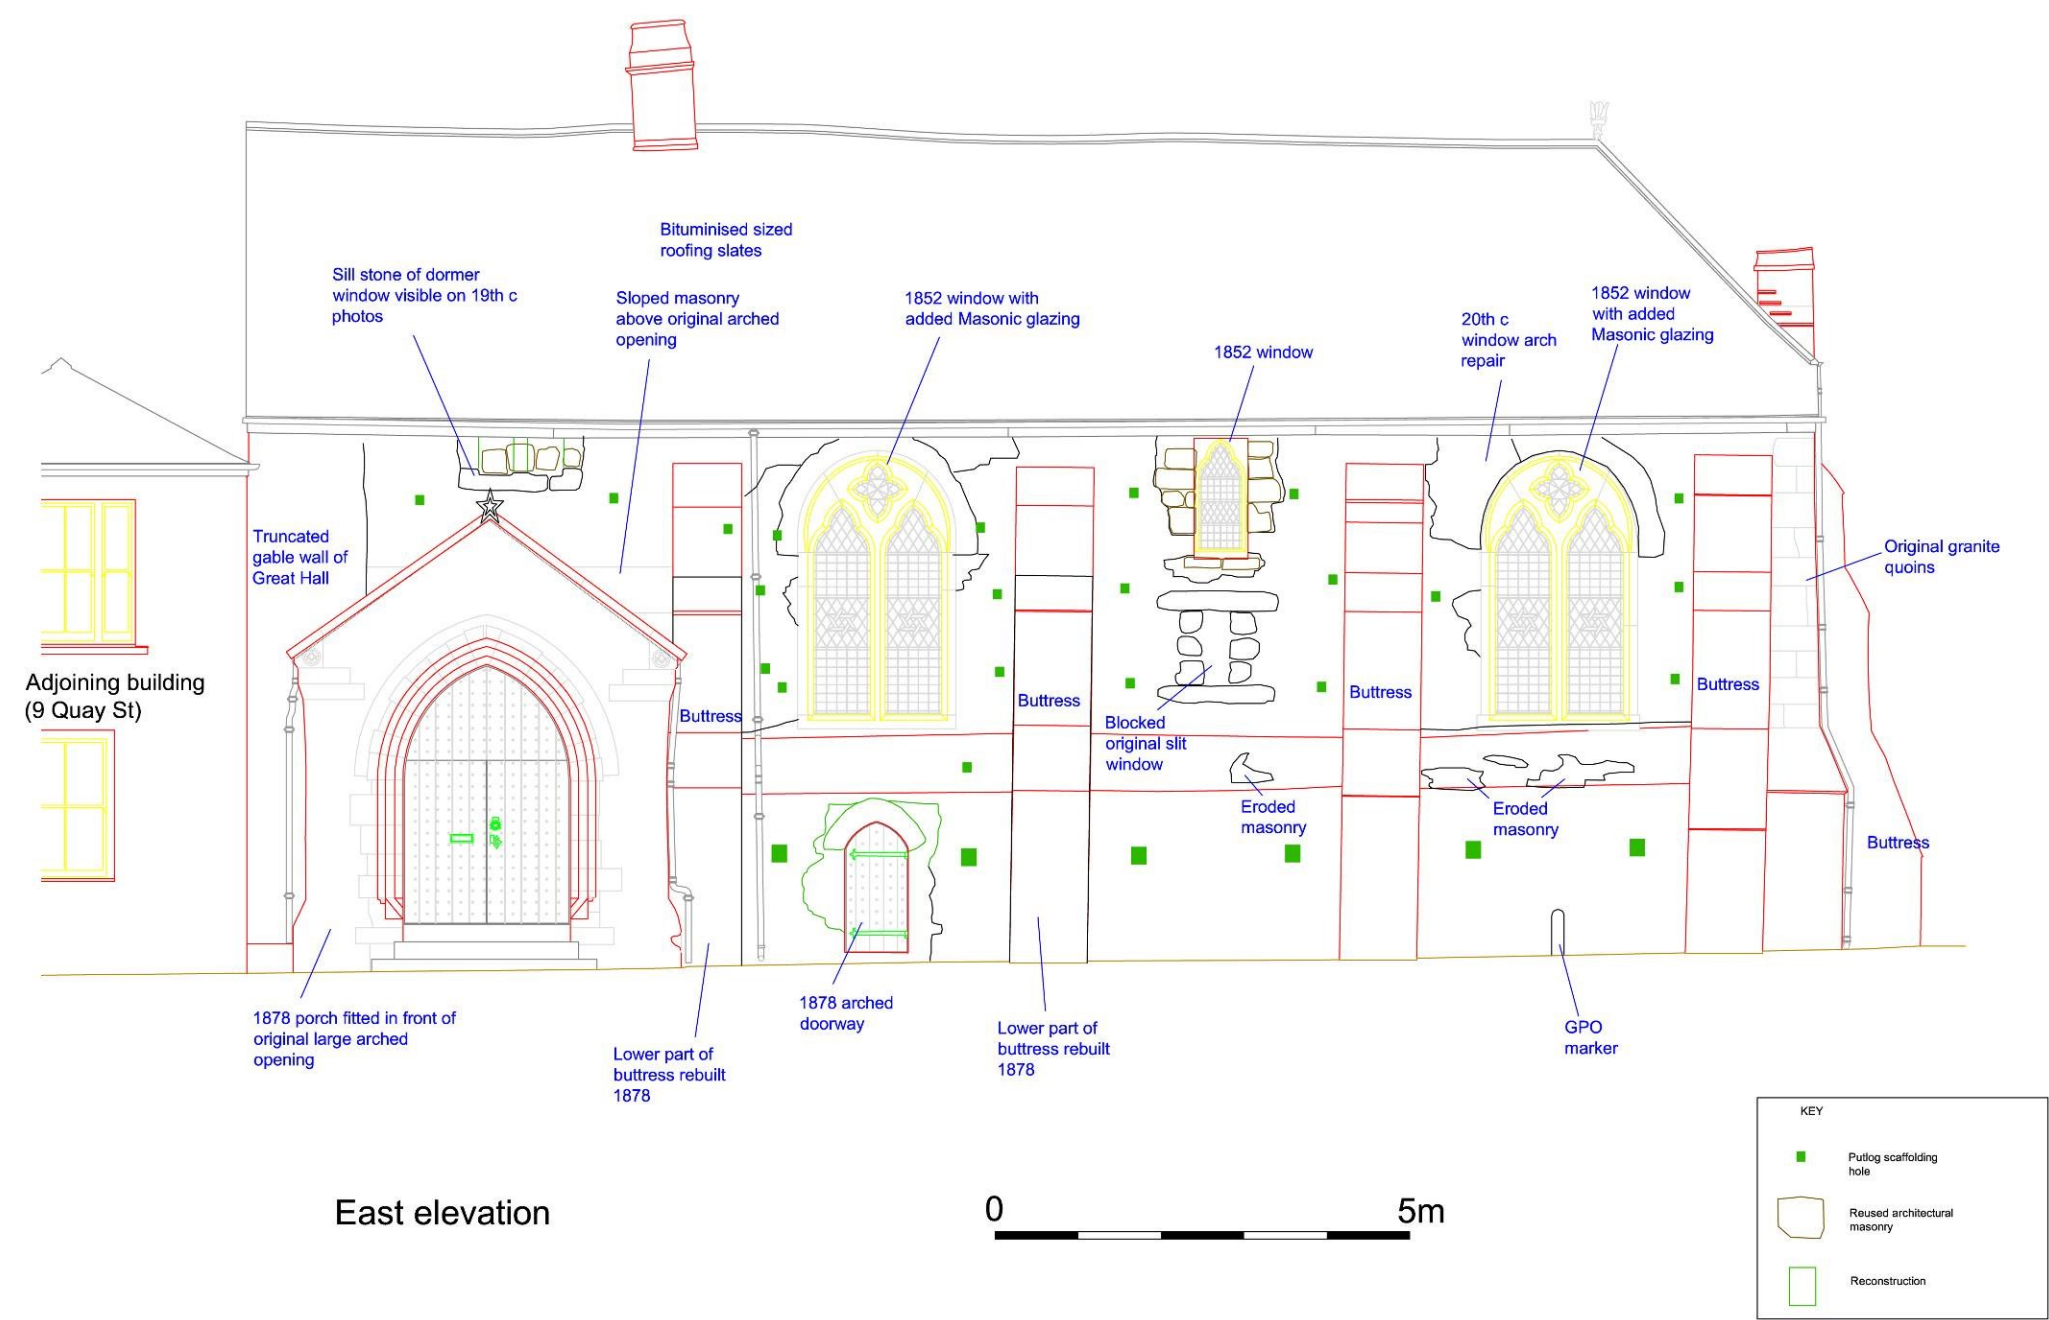 Bituminised sized
roofing slates
Sill stone of dormer
window visible on 19th c
photos
Sloped masonry
above original arched
opening
1852 window with
added Masonic glazing
1852 window
20th c
window arch
repair
1852 window
with added
Masonic glazing
Truncated
gable wall of
Great Hall
Original granite
quoins
Adjoining building
(9 Quay St)
Buttress
Buttress
Buttress
Buttress
Blocked
original slit
window
Eroded
masonry
Eroded
masonry
Buttress
1878 porch fitted in front of
original large arched
opening
Lower part of
buttress rebuilt
1878
1878 arched
doorway
Lower part of
buttress rebuilt
1878
GPO
marker
East elevation
0 5m
KEY
Putlog scaffolding
hole
Reused architectural
masonry
Reconstruction